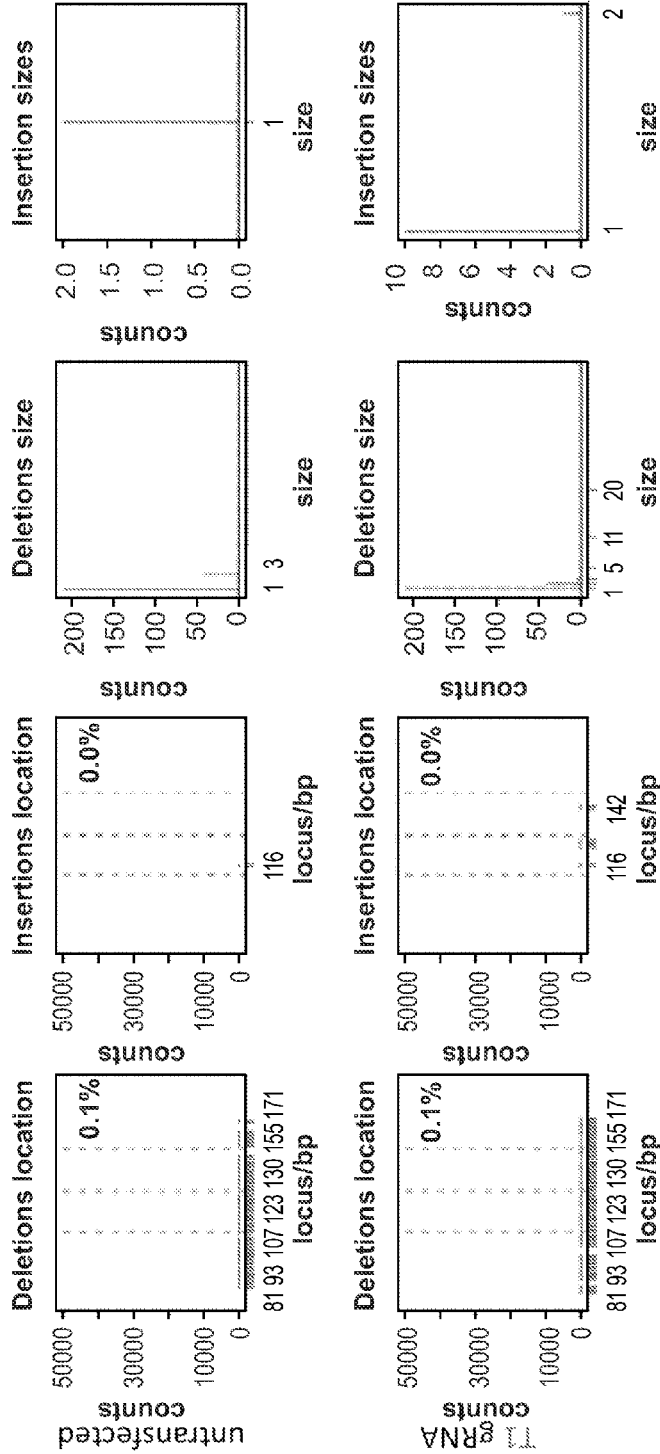 untransfected
Deletions location
counts
50000
30000
10000
0
0.1%
81 93 107 123 130 155 171
locus/bp
Insertions location
counts
50000
30000
10000
0
0.0%
116
locus/bp
Deletions size
counts
200
150
100
50
0
1 3
size
Insertion sizes
counts
2.0
1.5
1.0
0.5
0.0
1
size
T1 gRNA
Deletions location
counts
50000
30000
10000
0
0.1%
81 93 107 123 130 155 171
locus/bp
Insertions location
counts
50000
30000
10000
0
0.0%
116 142
locus/bp
Deletions size
counts
200
150
100
50
0
1 5 11 20
size
Insertion sizes
counts
10
8
6
4
2
0
1 2
size